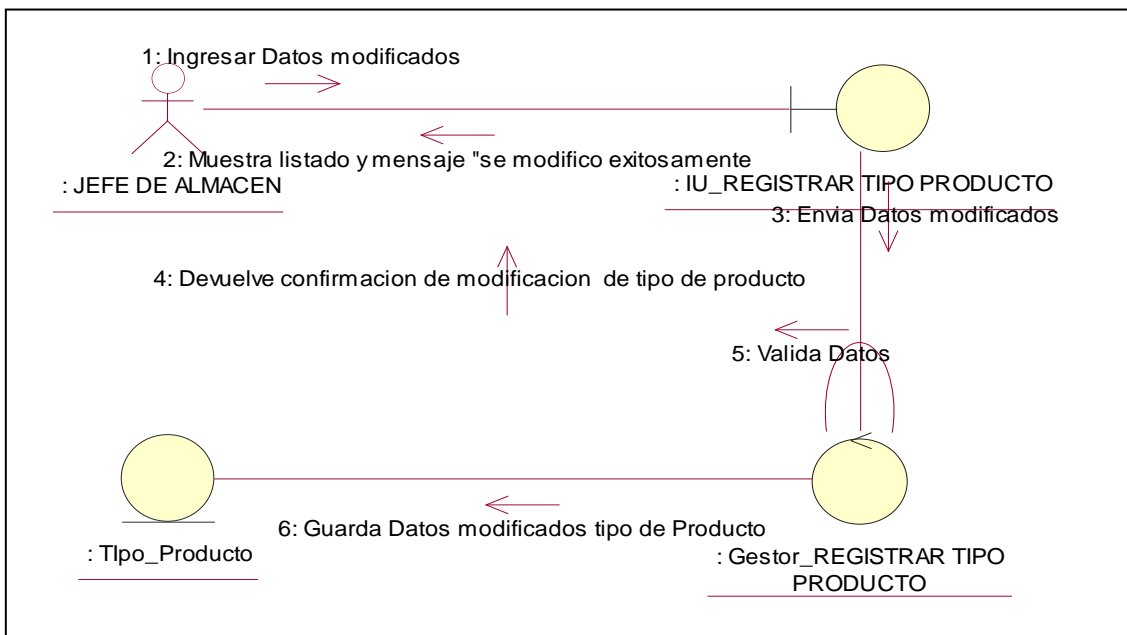 1: Ingresar Datos modificados
2: Muestra listado y mensaje "se modifico exitosamente
: JEFE DE ALMACEN
: IU_REGISTRAR TIPO PRODUCTO
3: Envia Datos modificados
4: Devuelve confirmacion de modificacion  de tipo de producto
5: Valida Datos
6: Guarda Datos modificados tipo de Producto
: TIpo_Producto
: Gestor_REGISTRAR TIPO
PRODUCTO